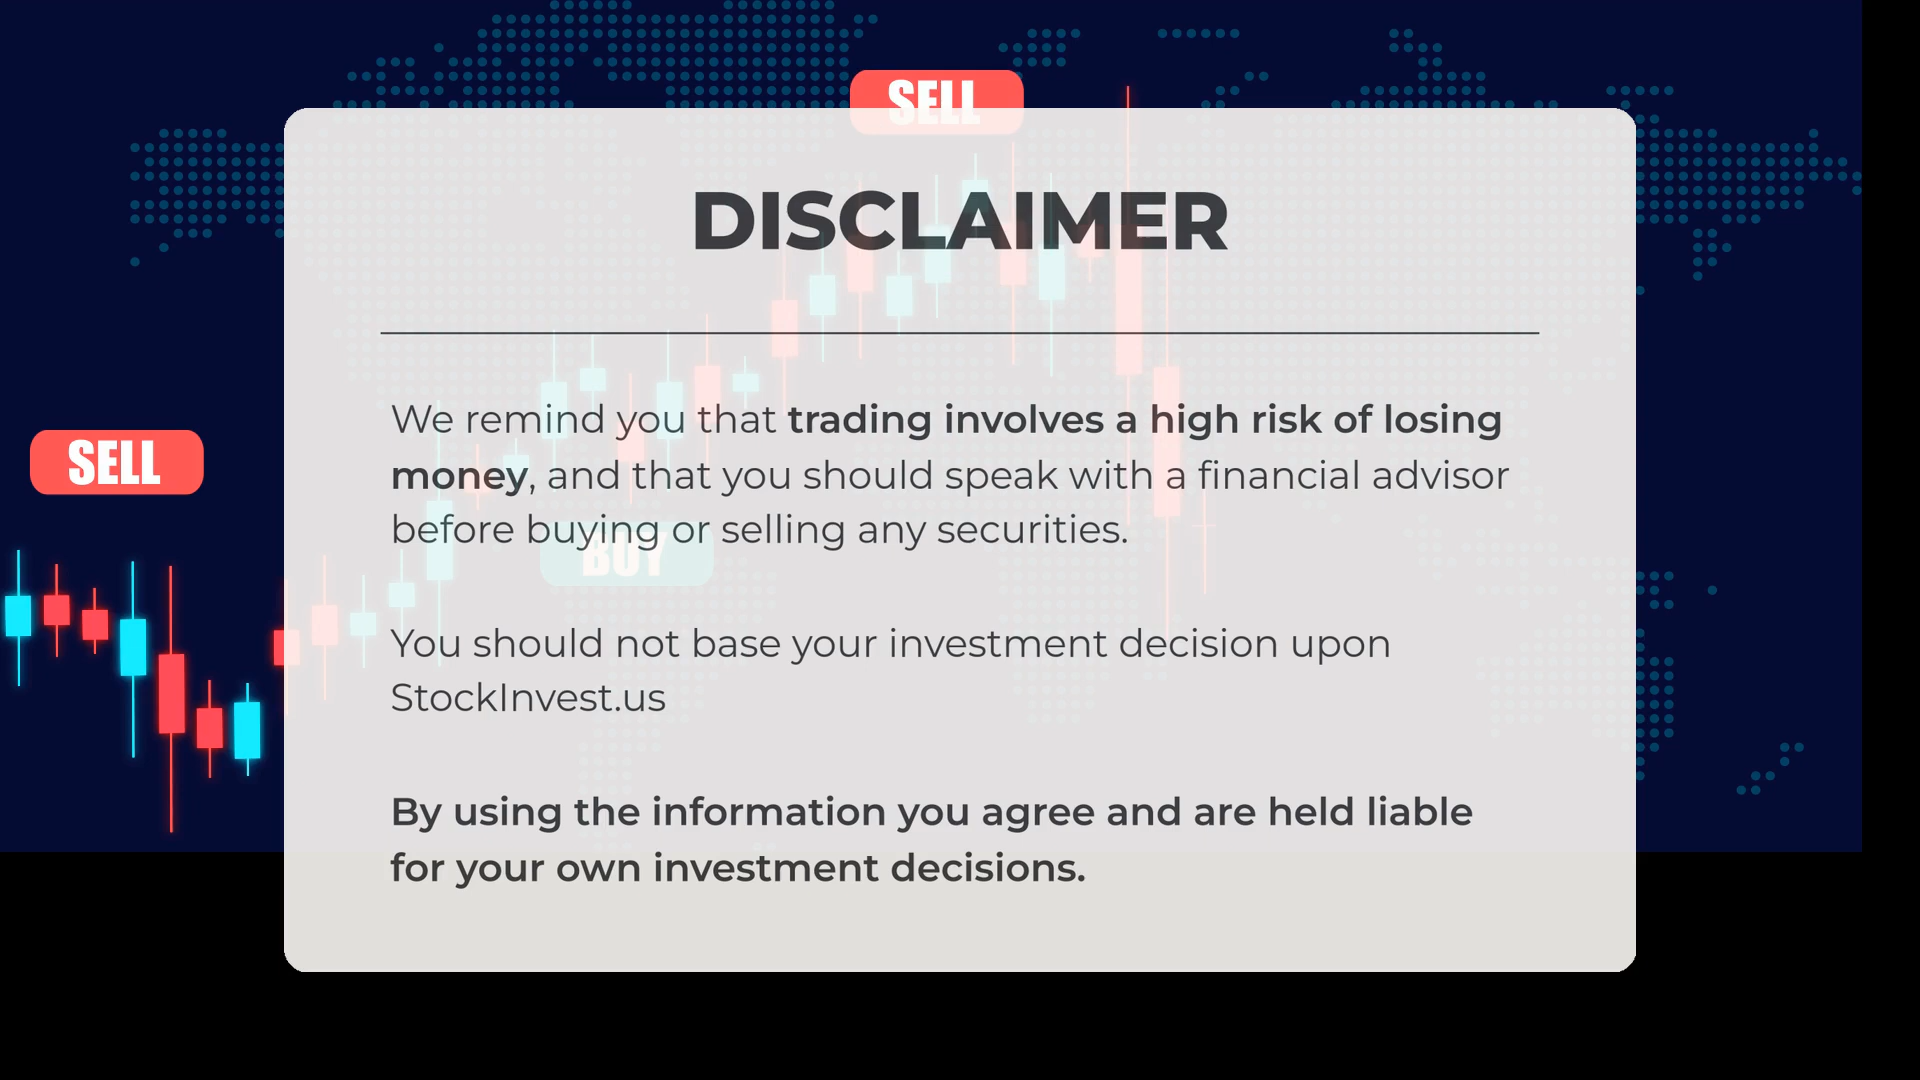 SELL
DISCLAIMER
We remind you that trading involves a high risk of losing
money, and that you should speak with a financial advisor
before buying or selling any securities.
SELL
BUY
You should not base your investment decision upon
StockInvest.us
By using the information you agree and are held liable
for your own investment decisions.